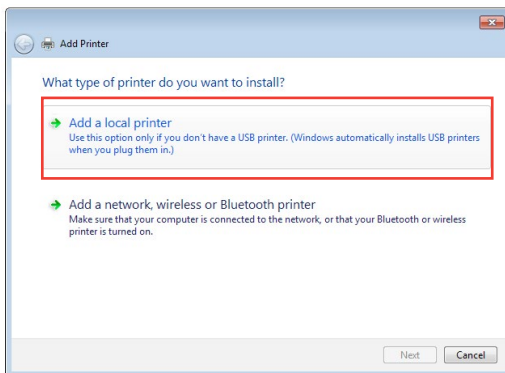 Add Printer
What type of printer do you want to install?
Add a local printer
Use this option only if you don't have a USB printer. (Windows automatically installs USB printers
when you plug them in.)
Add a network, wireless or Bluetooth printer
Make sure that your computer is connected to the network, or that your Bluetooth or wireless
printer is turned on.
Next Cancel